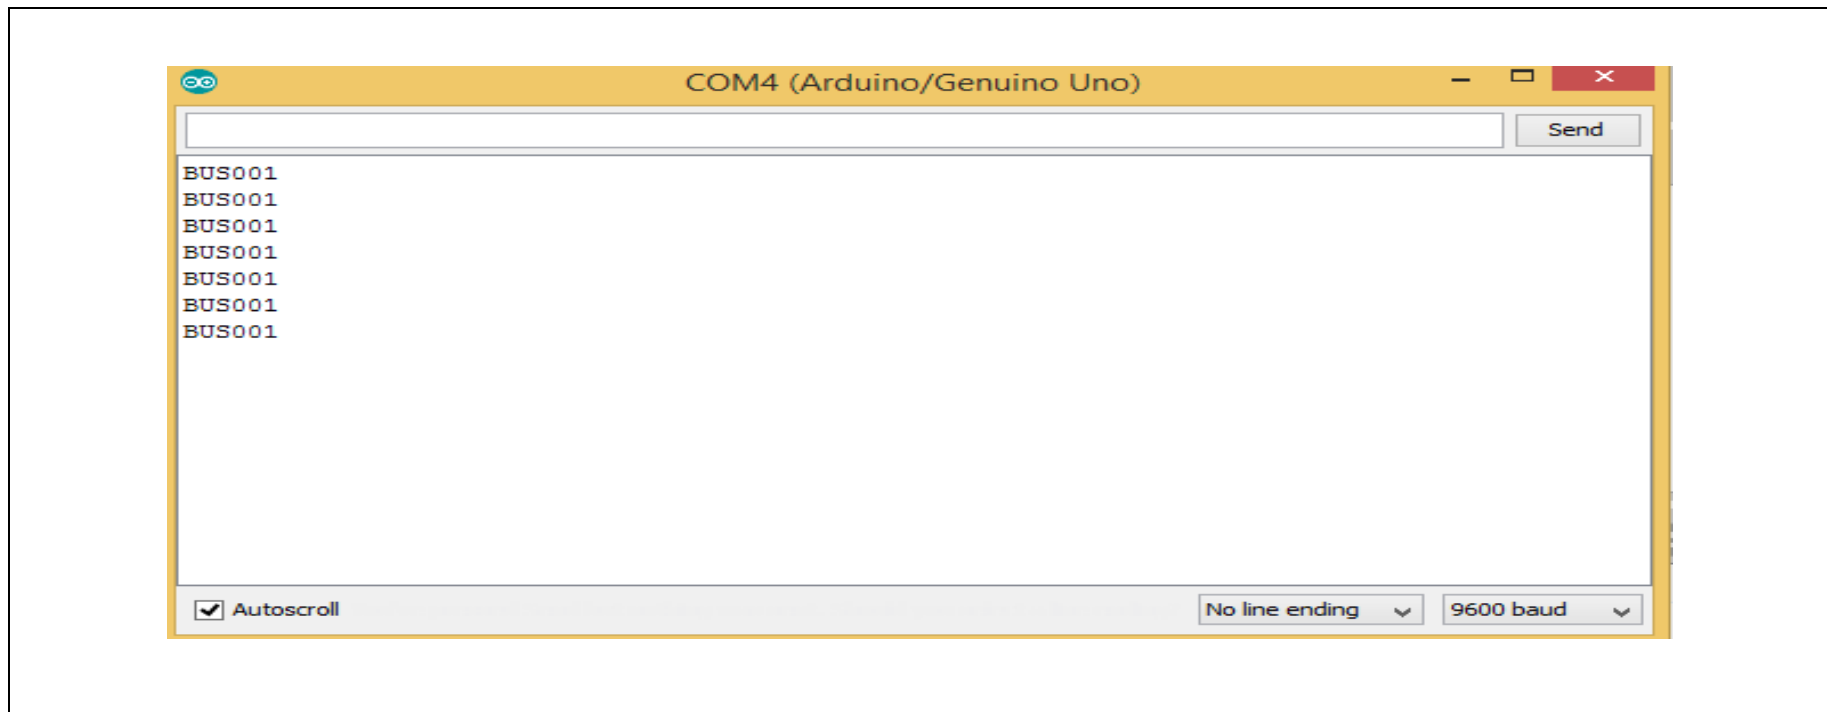 COM4 (Arduino/Genuino Uno)
Send
BUS001
BUS001
BUS001
BUS001
BUS001
BUS001
BUS001
Autoscroll
No line ending
9600 baud